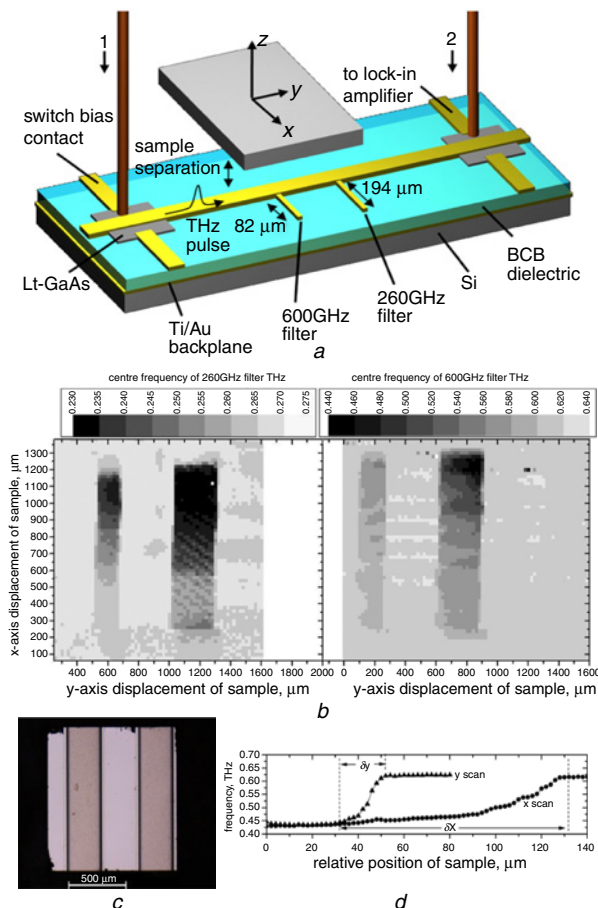 1
2
z
y
x
switch bias
contact
sample
separation
to lock-in
amplifier
194 µm
82 µm
THz
pulse
Lt-GaAs
Ti/Au
backplane
600GHz
filter
260GHz
filter
Si
BCB
dielectric
a
centre frequency of 260GHz filter THz
0.230 0.235 0.240 0.245 0.250 0.255 0.260 0.265 0.270 0.275
centre frequency of 600GHz filter THz
0.440 0.460 0.480 0.500 0.520 0.540 0.560 0.580 0.600 0.620 0.640
x-axis displacement of sample, µm
1300
1200
1100
1000
900
800
700
600
500
400
300
200
100
400 600 800 1000 1200 1400 1600 1800 2000
0 200 400 600 800 1000 1200 1400 1600
y-axis displacement of sample, µm
y-axis displacement of sample, µm
b
500 µm
c
frequency, THz
0.70
0.65
0.60
0.55
0.50
0.45
0.40
δy
y scan
x scan
δX
0 10 20 30 40 50 60 70 80 90 100 110 120 130 140
relative position of sample, µm
d